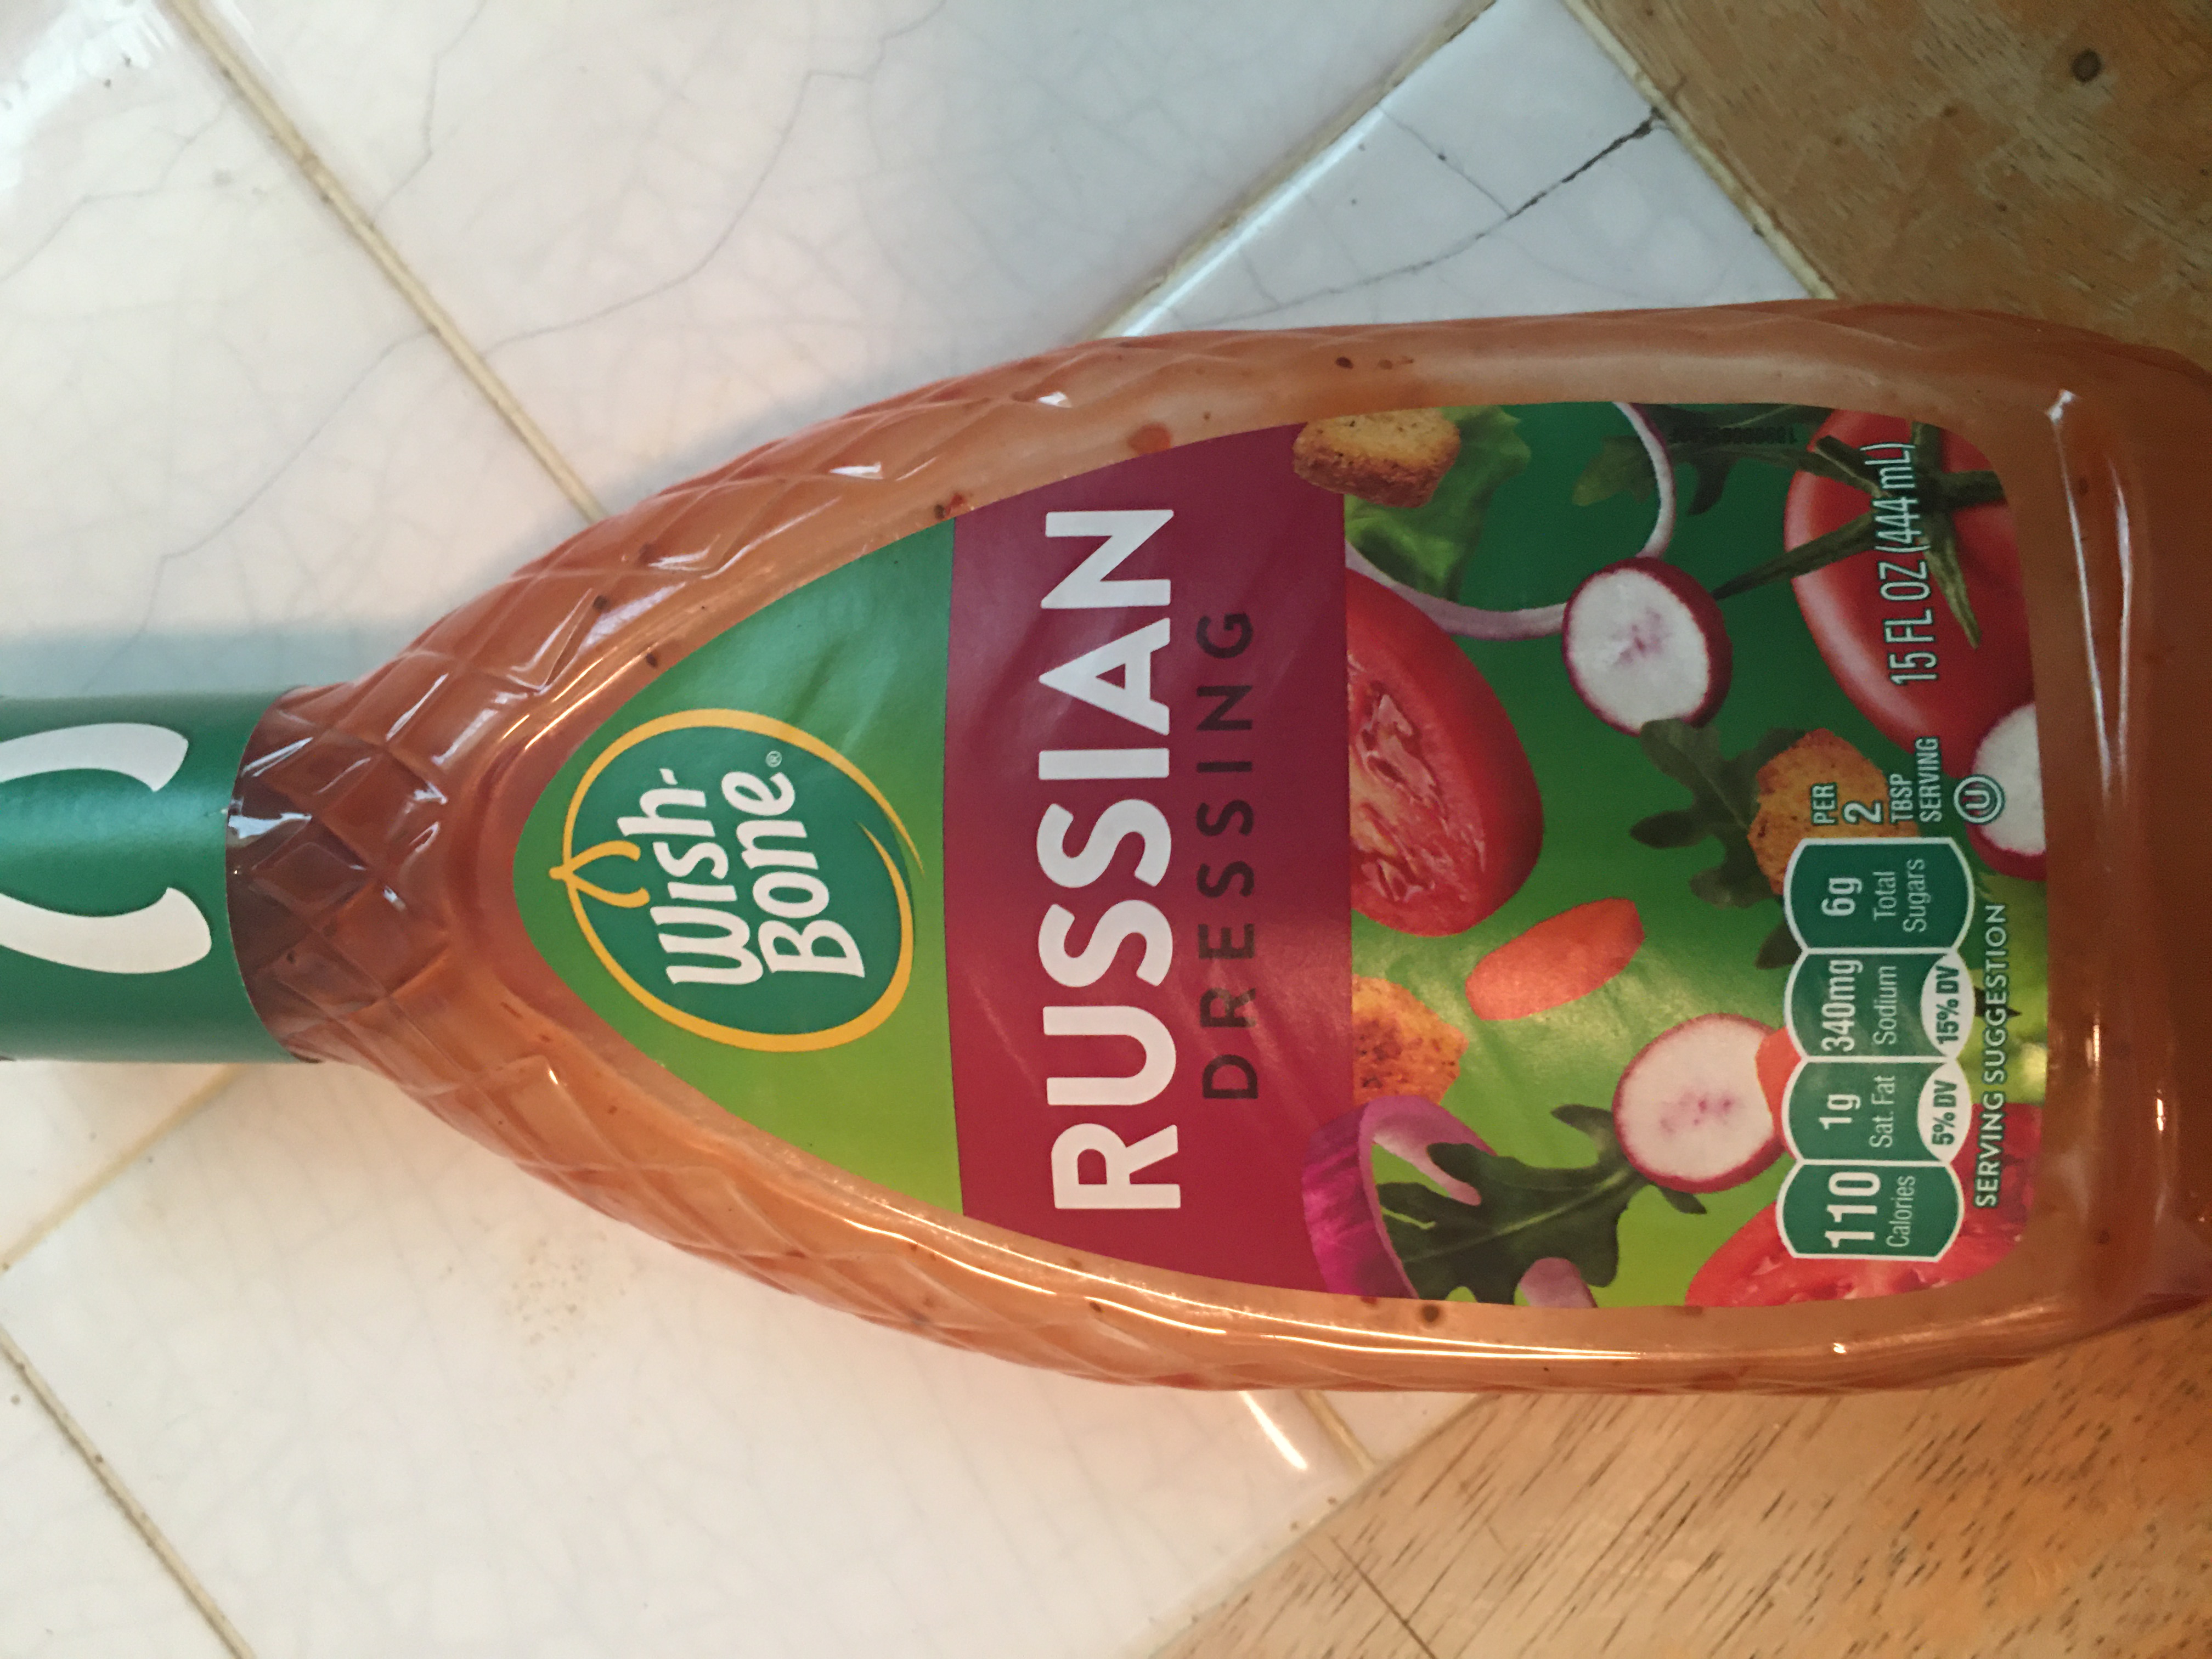 Wish-
Bone®
RUSSIAN
DRESSING
110
Calories
1g
Sat. Fat
5% DV
340mg
Sodium
15% DV
6g
Total
Sugars
PER
2
TBSP
SERVING
SERVING SUGGESTION
U
15 FL OZ (444 mL)